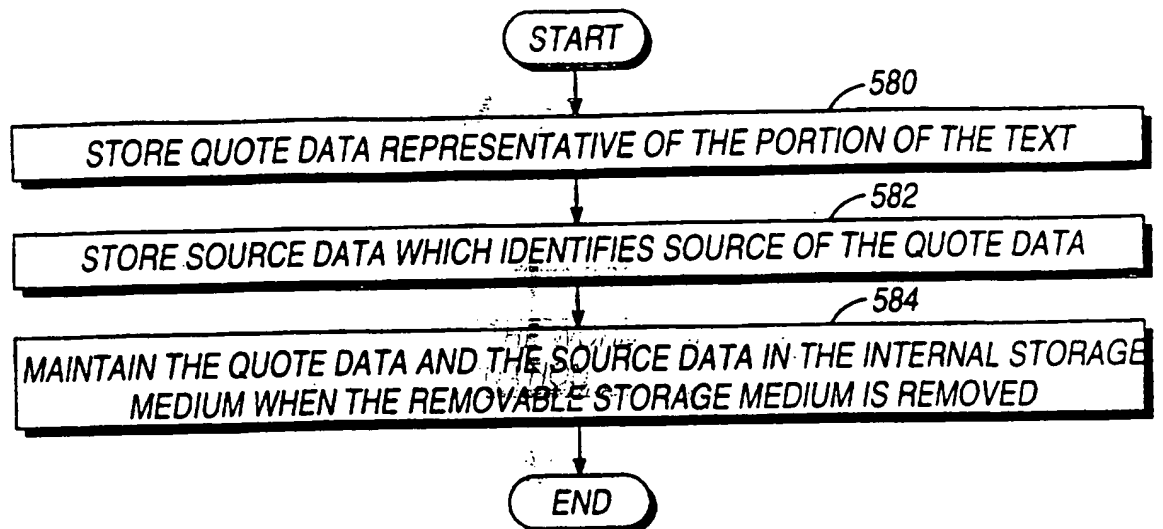 START
580
STORE QUOTE DATA REPRESENTATIVE OF THE PORTION OF THE TEXT
582
STORE SOURCE DATA WHICH IDENTIFIES SOURCE OF THE QUOTE DATA
584
MAINTAIN THE QUOTE DATA AND THE SOURCE DATA IN THE INTERNAL STORAGE
MEDIUM WHEN THE REMOVABLE STORAGE MEDIUM IS REMOVED
END